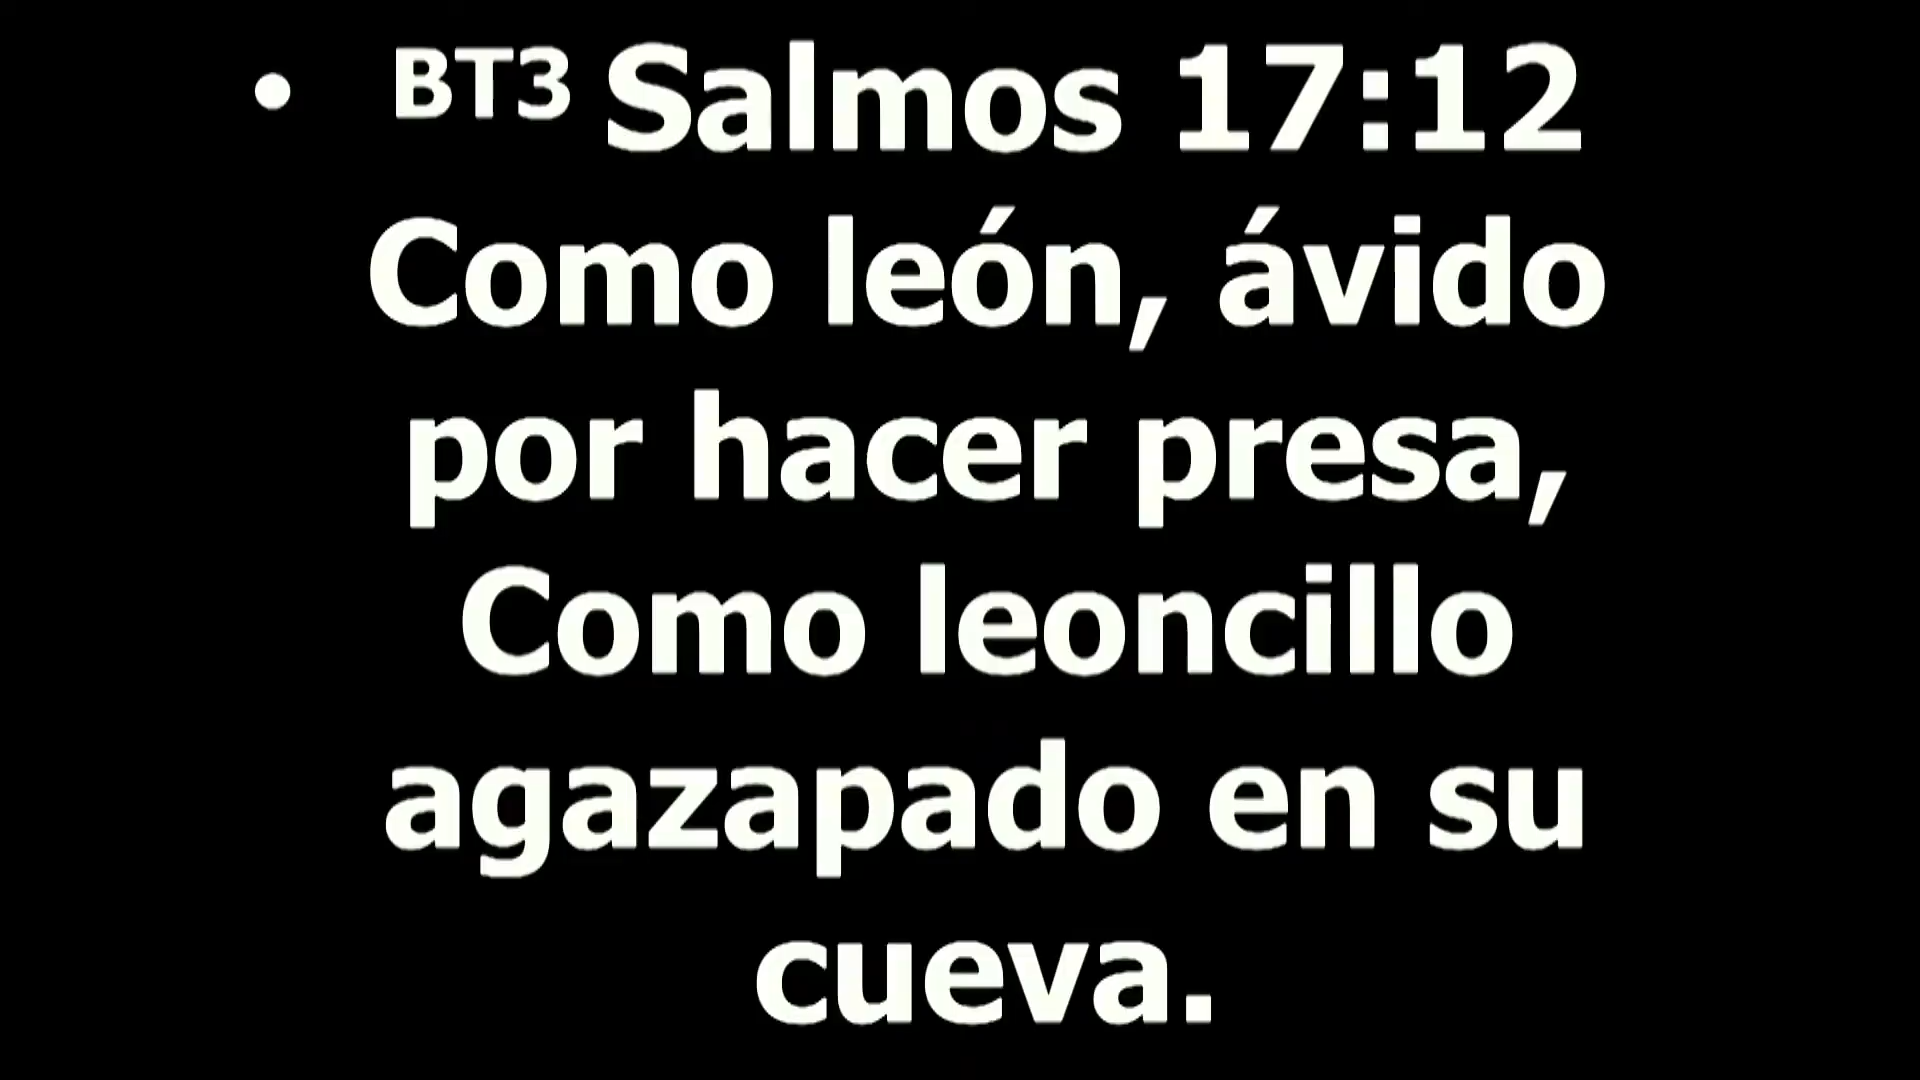 • BT3 Salmos 17:12
Como león, ávido
por hacer presa,
Como leoncillo
agazapado en su
cueva.